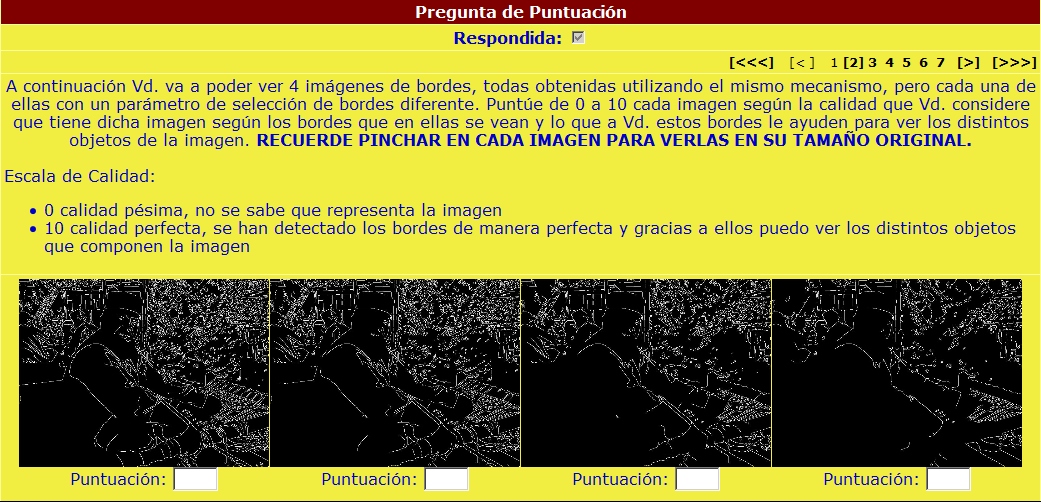 Pregunta de Puntuación
Respondida:
[<<<] [< ] 1 [2] 3 4 5 6 7 [>] [>>>]
A continuación Vd. va a poder ver 4 imágenes de bordes, todas obtenidas utilizando el mismo mecanismo, pero cada una de
ellas con un parámetro de selección de bordes diferente. Puntúe de 0 a 10 cada imagen según la calidad que Vd. considere
que tiene dicha imagen según los bordes que en ellas se vean y lo que a Vd. estos bordes le ayuden para ver los distintos
objetos de la imagen. RECUERDE PINCHAR EN CADA IMAGEN PARA VERLAS EN SU TAMAÑO ORIGINAL.
Escala de Calidad:
• 0 calidad pésima, no se sabe que representa la imagen
• 10 calidad perfecta, se han detectado los bordes de manera perfecta y gracias a ellos puedo ver los distintos objetos
que componen la imagen
Puntuación: Puntuación: Puntuación: Puntuación: